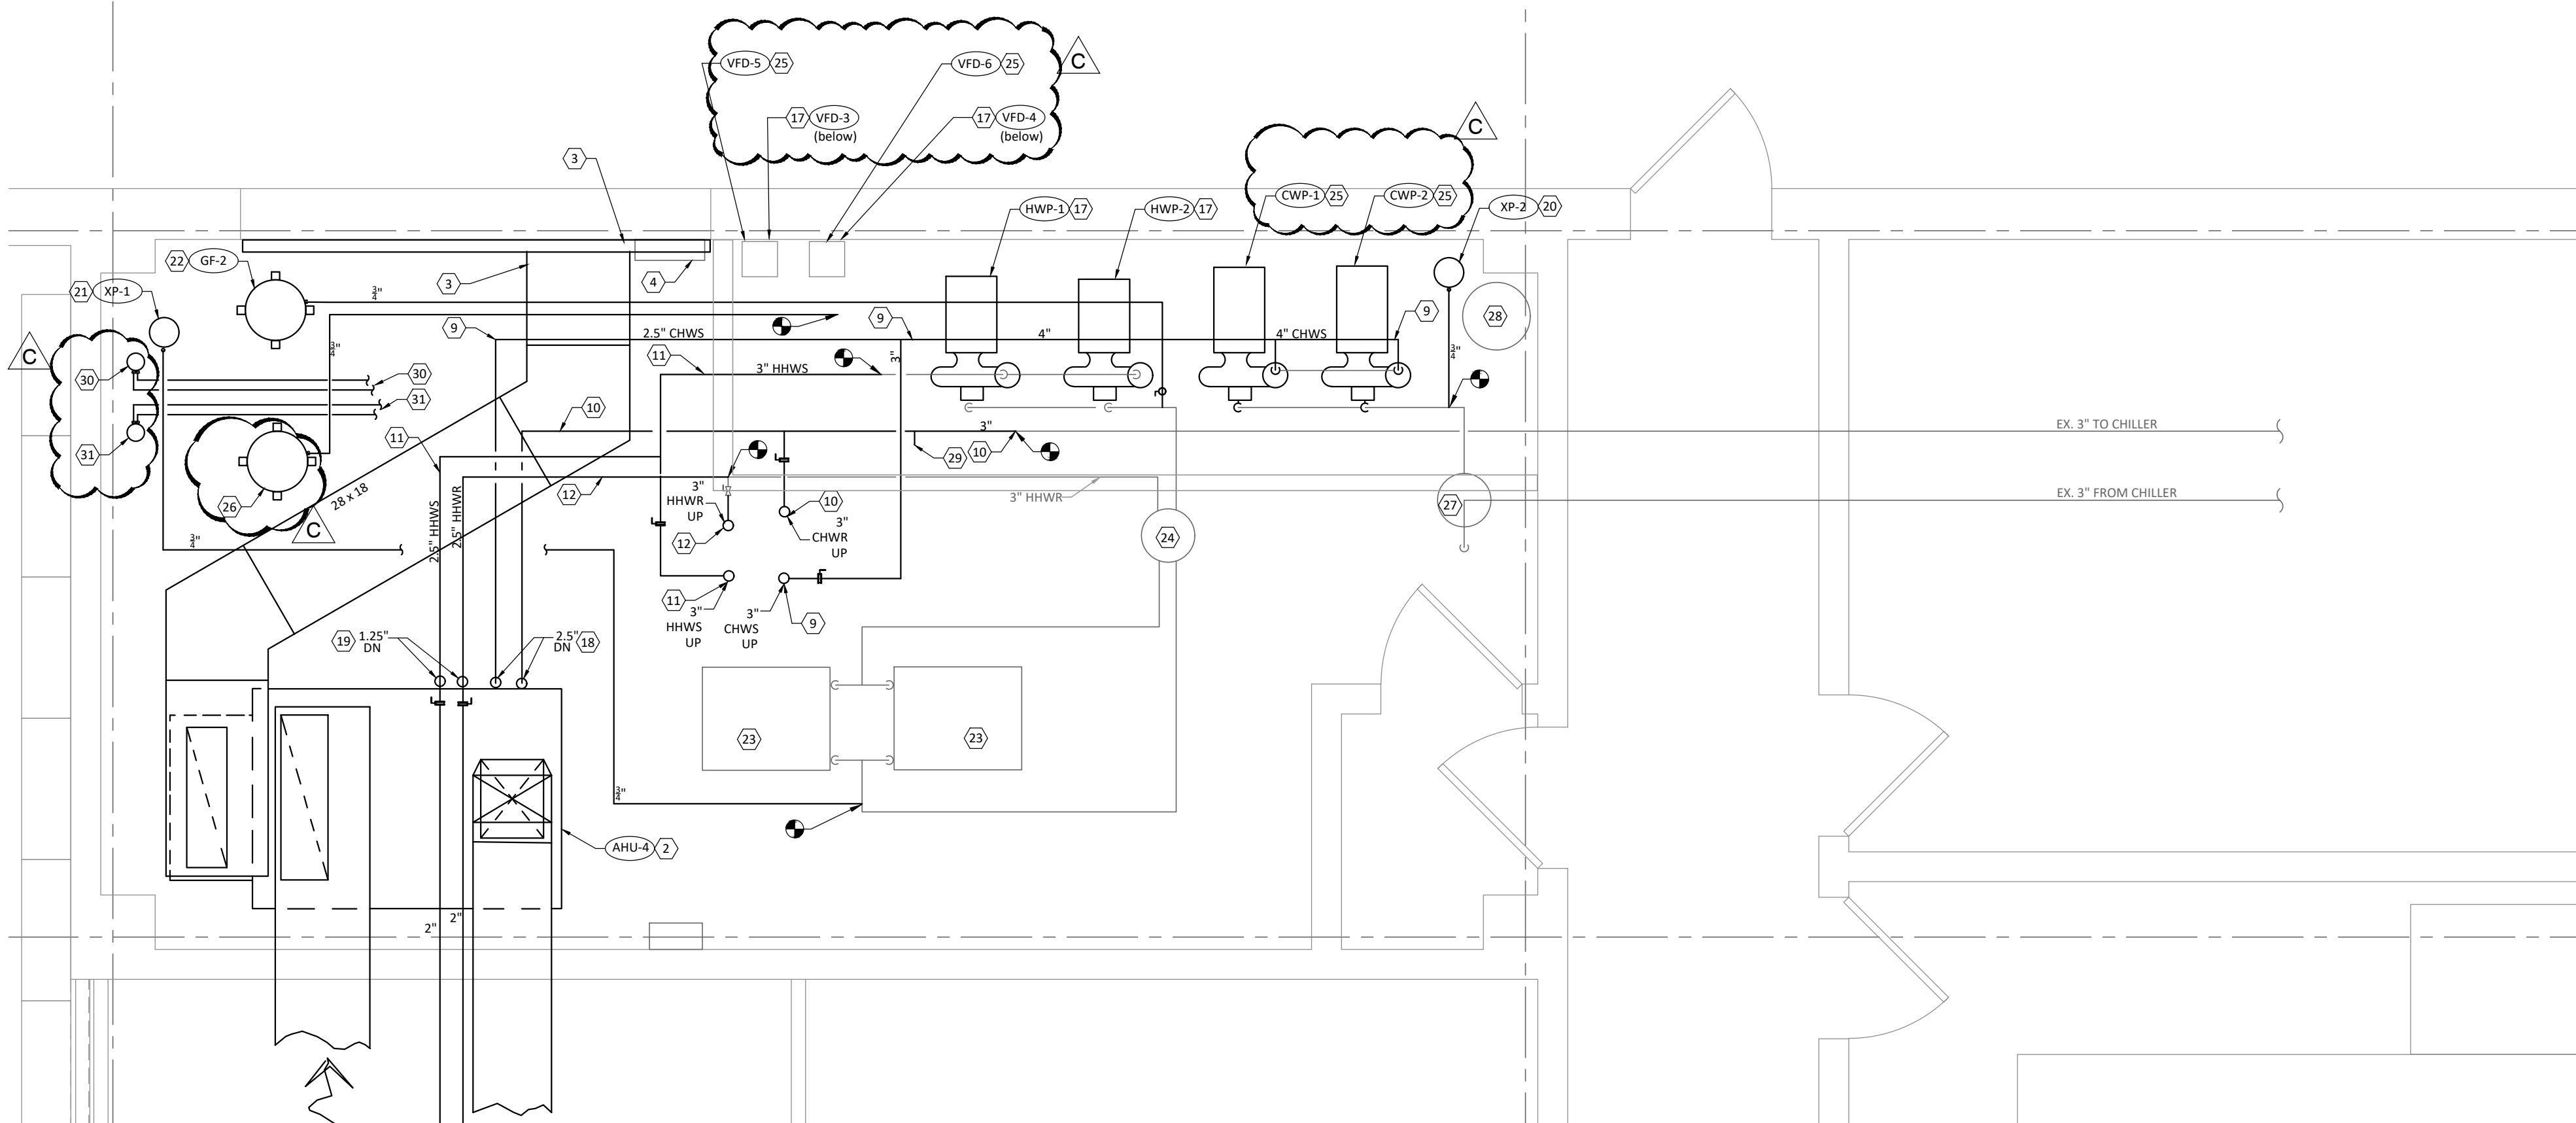 C
VFD-5 25
VFD-6 25
17 VFD-3
(below)
17 VFD-4
(below)
C
3
CWP-1 25
CWP-2 25
HWP-1 17
HWP-2 17
XP-2 20
22 GF-2
3
4
21 XP-1
3/4"
9
2.5" CHWS
9
4"
4" CHWS
9
28
C
3/4"
11
3"
3/4"
3" HHWS
30
30
31
10
11
3"
29
10
EX. 3" TO CHILLER
31
26
28 x 18
C
12
3"
HHWR
UP
10
3"
CHWR
UP
3" HHWR
27
EX. 3" FROM CHILLER
3/4"
2.5" HHWS
2.5" HHWR
12
24
11
3"
HHWS
UP
3"
CHWS
UP
9
19 1.25"
DN
2.5"
DN 18
23
23
3/4"
AHU-4 2
2"
2"